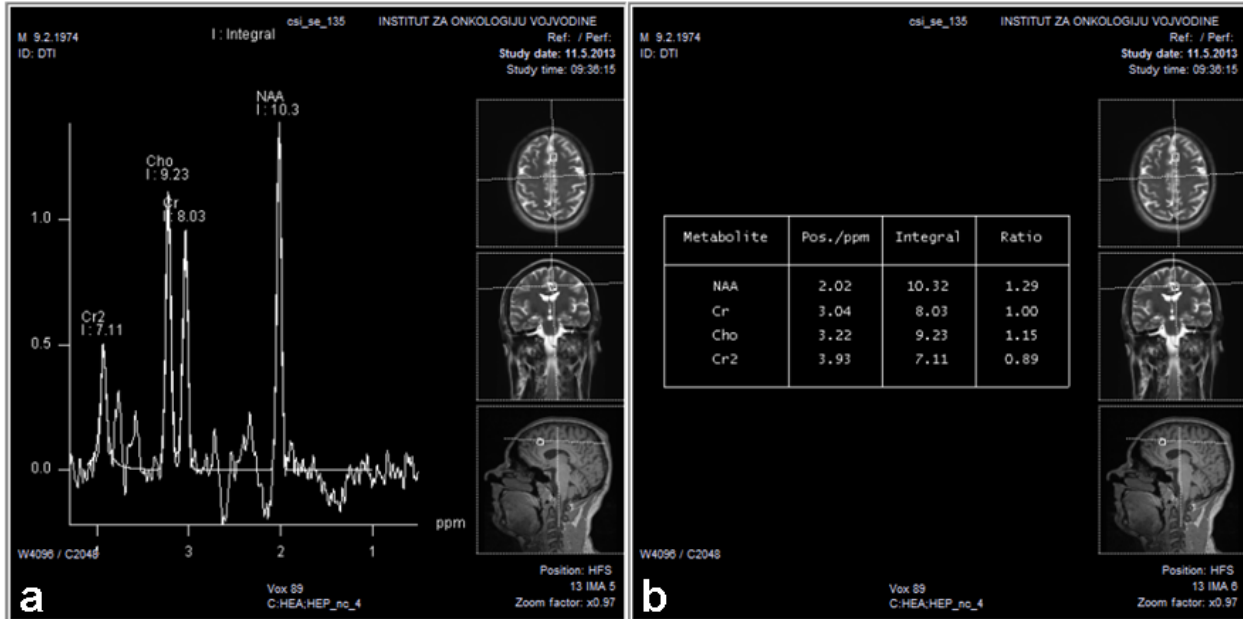 csi_se_135 INSTITUT ZA ONKOLOGIJU VOJVODINE
M 9.2.1974
ID: DTI
I : Integral
Ref: / Perf:
Study date: 11.5.2013
Study time: 09:36:15
NAA
I : 10.3
Cho
I : 9.23
Cr
I : 8.03
Cr2
I : 7.11
1.0
0.5
0.0
4 3 2 1
ppm
W4096 / C2048
Vox 89
C:HEA;HEP_nc_4
Position: HFS
13 IMA 5
Zoom factor: x0.97
a
csi_se_135 INSTITUT ZA ONKOLOGIJU VOJVODINE
M 9.2.1974
ID: DTI
Ref: / Perf:
Study date: 11.5.2013
Study time: 09:36:15
Metabolite Pos./ppm Integral Ratio
NAA 2.02 10.32 1.29
Cr 3.04 8.03 1.00
Cho 3.22 9.23 1.15
Cr2 3.93 7.11 0.89
W4096 / C2048
Vox 89
C:HEA;HEP_nc_4
Position: HFS
13 IMA 6
Zoom factor: x0.97
b